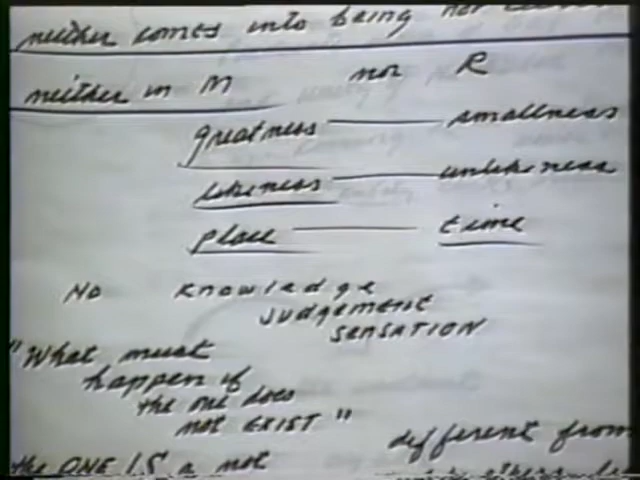 neither comes into being nor
neither in M nor R
greatness — smallness
likeness — unlikeness
place — time
No knowledge
judgement
SENSATION
"What must
happen if
the one does
not EXIST"
different from
the ONE IS a not